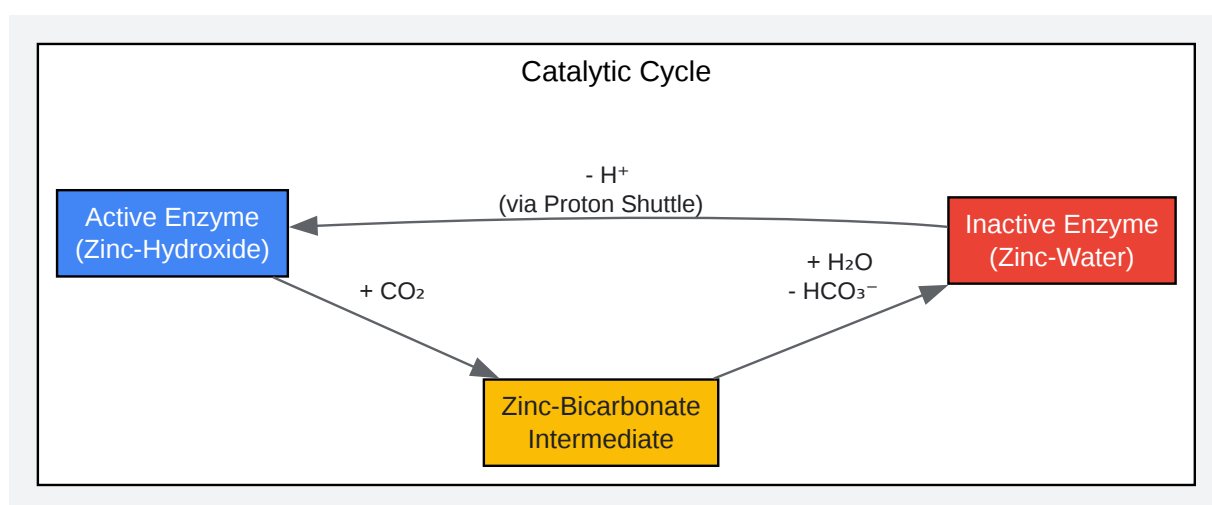 Catalytic Cycle
- H⁺
(via Proton Shuttle)
Active Enzyme
(Zinc-Hydroxide)
Inactive Enzyme
(Zinc-Water)
+ H₂O
- HCO₃⁻
+ CO₂
Zinc-Bicarbonate
Intermediate